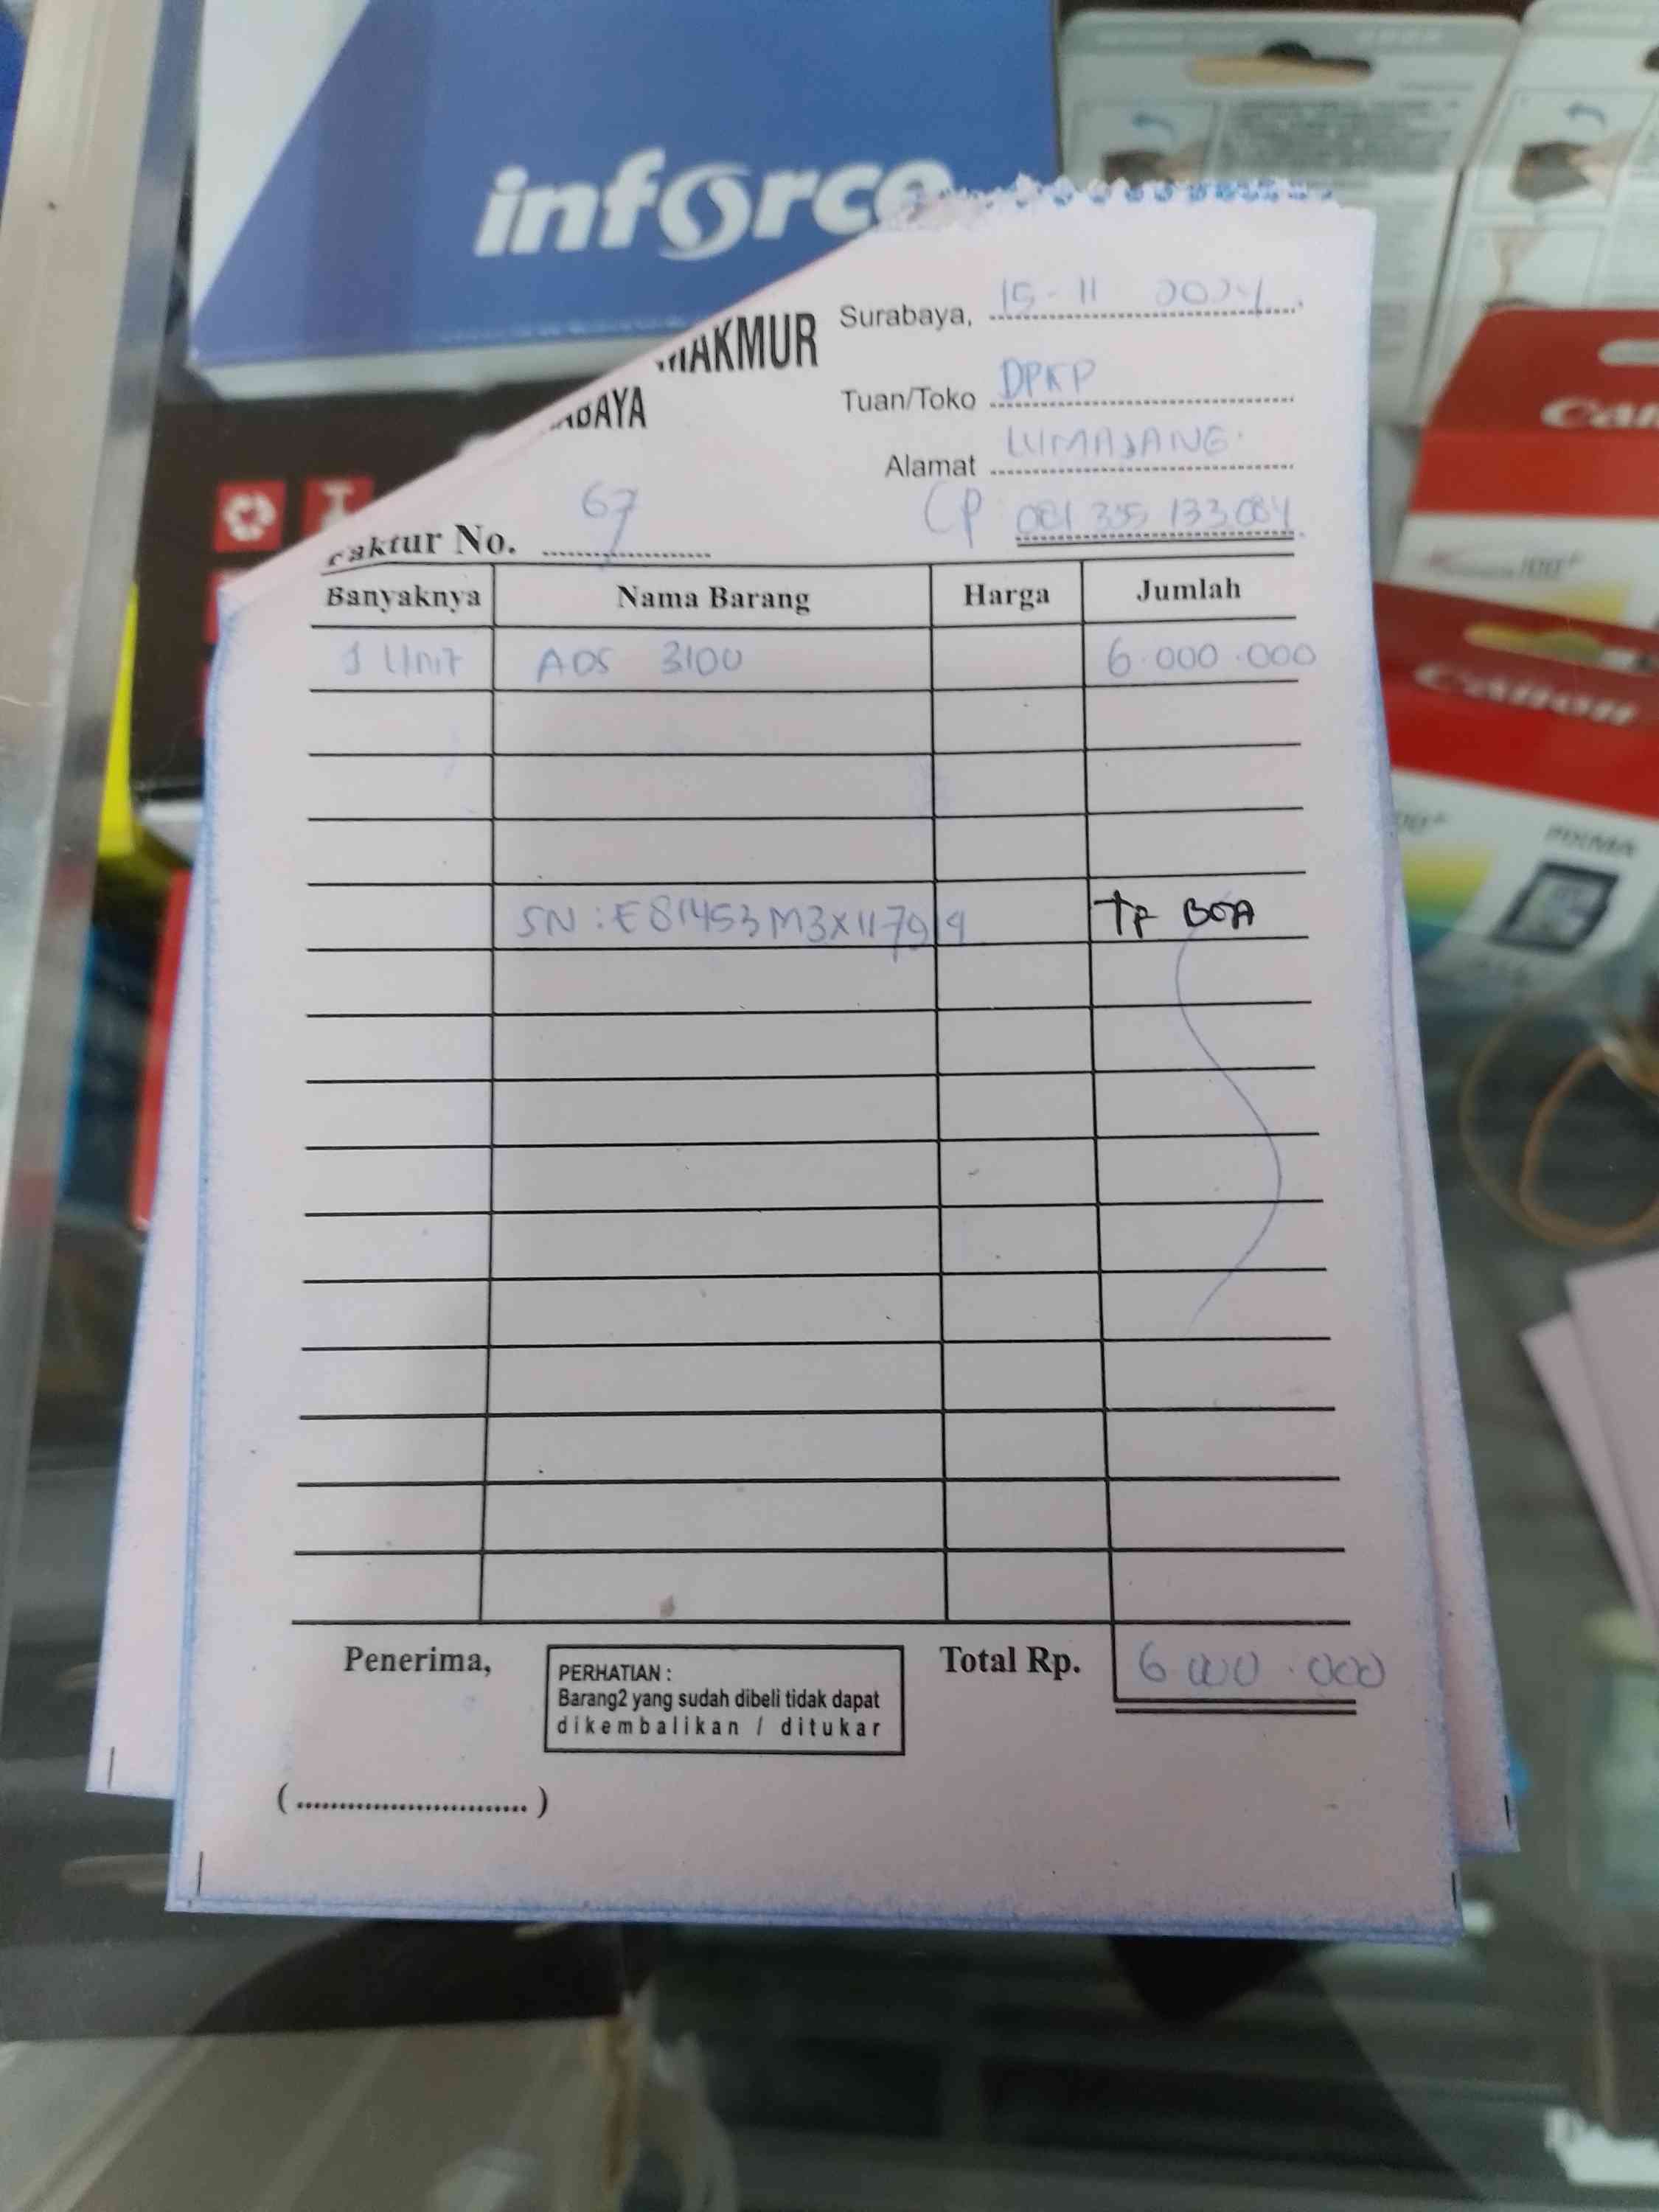 inforce
MAKMUR
ABAYA
Surabaya, 15-11 2024
Tuan/Toko DPKP
Alamat LUMAJANG
CP 081 335 133.084
Faktur No. 67
Banyaknya Nama Barang Harga Jumlah
1 Unit ADS 3100 6.000.000
SN : E81453M3X117919 TF BCA
Penerima,
PERHATIAN :
Barang2 yang sudah dibeli tidak dapat
dikembalikan / ditukar
Total Rp. 6.000.000
(............................)
Can
Canon
PIXMA